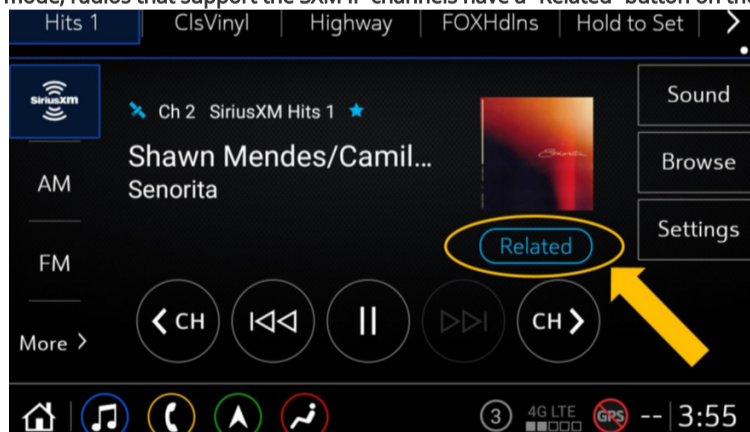 mode, radios that support the SXM IP channels have a "Related" button on the
Hits 1 ClsVinyl Highway FOXHdlns Hold to Set >
SiriusXM
Ch 2 SiriusXM Hits 1
Sound
Shawn Mendes/Camil...
Senorita
Senorita
Browse
AM
Related
Settings
FM
< CH
CH >
More >
3 4G LTE GPS -- 3:55